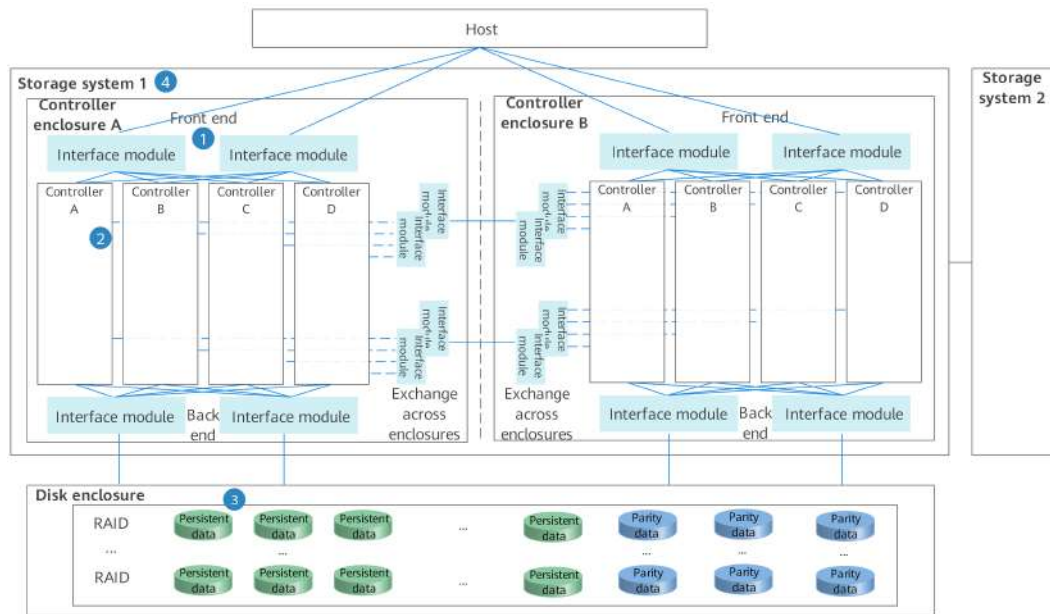 Host
Storage system 1
4
Storage
system 2
Controller
enclosure A
Front end
1
Interface module
Interface module
Controller
A
Controller
B
Controller
C
Controller
D
2
Interface
module
Interface
module
Interface
module
Interface
module
Interface module
Interface module
Back
end
Exchange
across
enclosures
Controller
enclosure B
Front end
Interface module
Interface module
Interface
module
Interface
module
Controller
A
Controller
B
Controller
C
Controller
D
Interface
module
Interface
module
Exchange
across
enclosures
Interface module
Interface module
Back
end
Disk enclosure
3
RAID
Persistent
data
Persistent
data
Persistent
data
...
Persistent
data
Parity
data
Parity
data
Parity
data
...
...
...
...
...
RAID
Persistent
data
Persistent
data
Persistent
data
...
Persistent
data
Parity
data
Parity
data
Parity
data